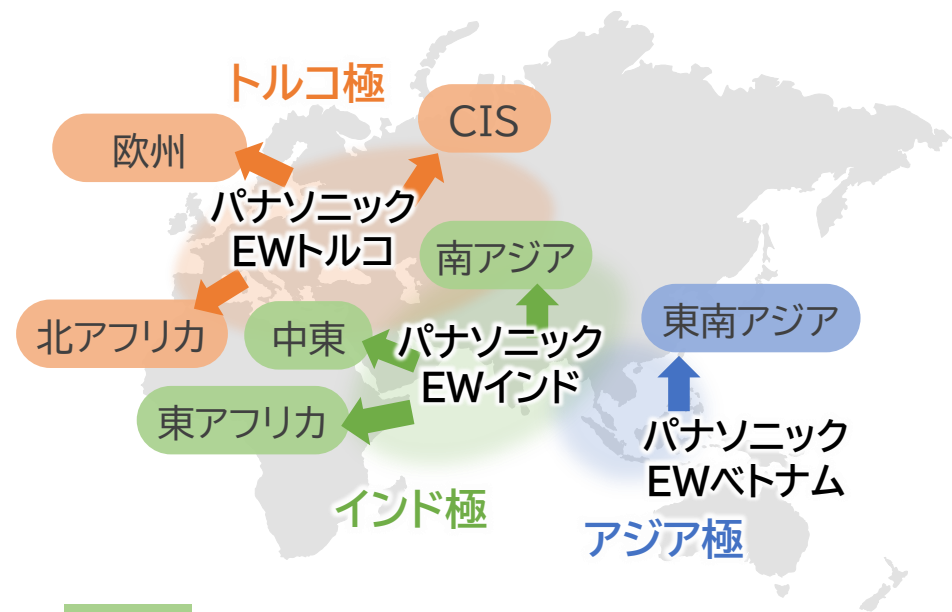 トルコ極
CIS
欧州
パナソニック
EWトルコ
南アジア
北アフリカ
中東
パナソニック
EWインド
東南アジア
東アフリカ
パナソニック
EWベトナム
インド極
アジア極